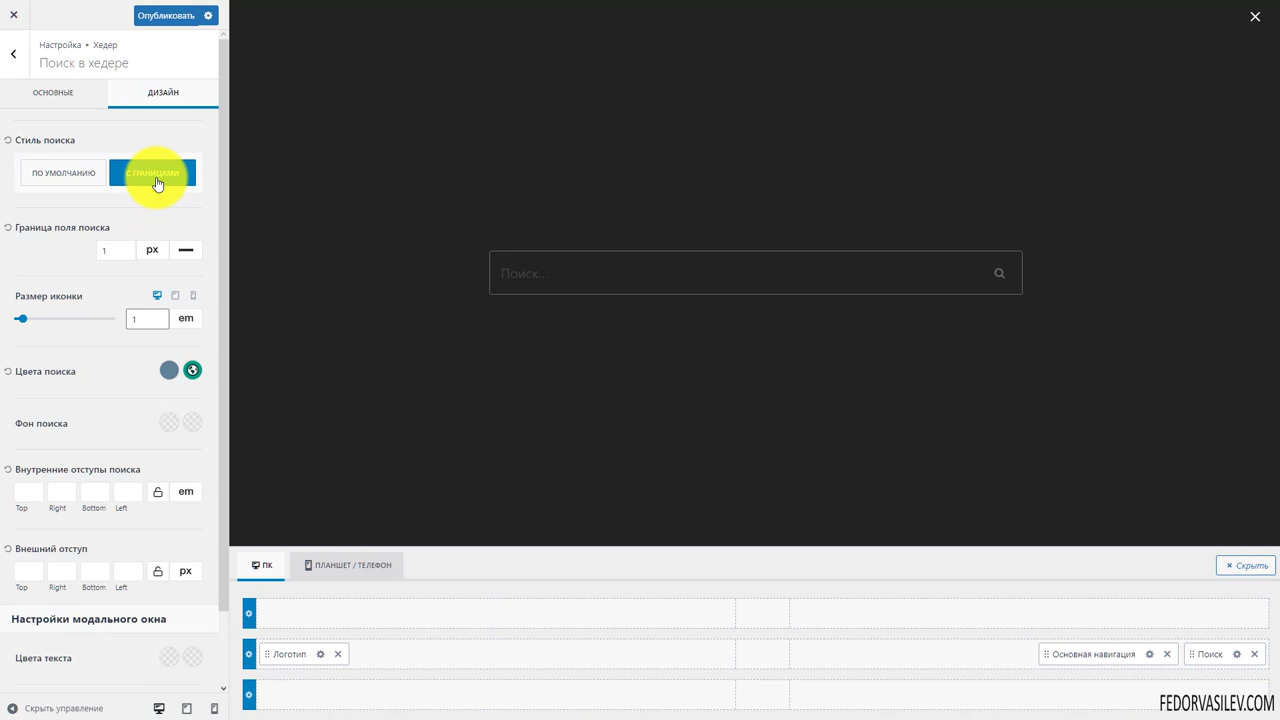 Опубликовать
Настройка ▸ Хедер
Поиск в хедере
ОСНОВНЫЕ
ДИЗАЙН
Стиль поиска
ПО УМОЛЧАНИЮ
С ГРАНИЦАМИ
Граница поля поиска
1
px
Размер иконки
1
em
Цвета поиска
Фон поиска
Внутренние отступы поиска
em
Top Right Bottom Left
Внешний отступ
px
Top Right Bottom Left
Настройки модального окна
Цвета текста
Скрыть управление
Поиск...
ПК
ПЛАНШЕТ / ТЕЛЕФОН
× Скрыть
Логотип
Основная навигация
Поиск
FEDORVASILEV.COM